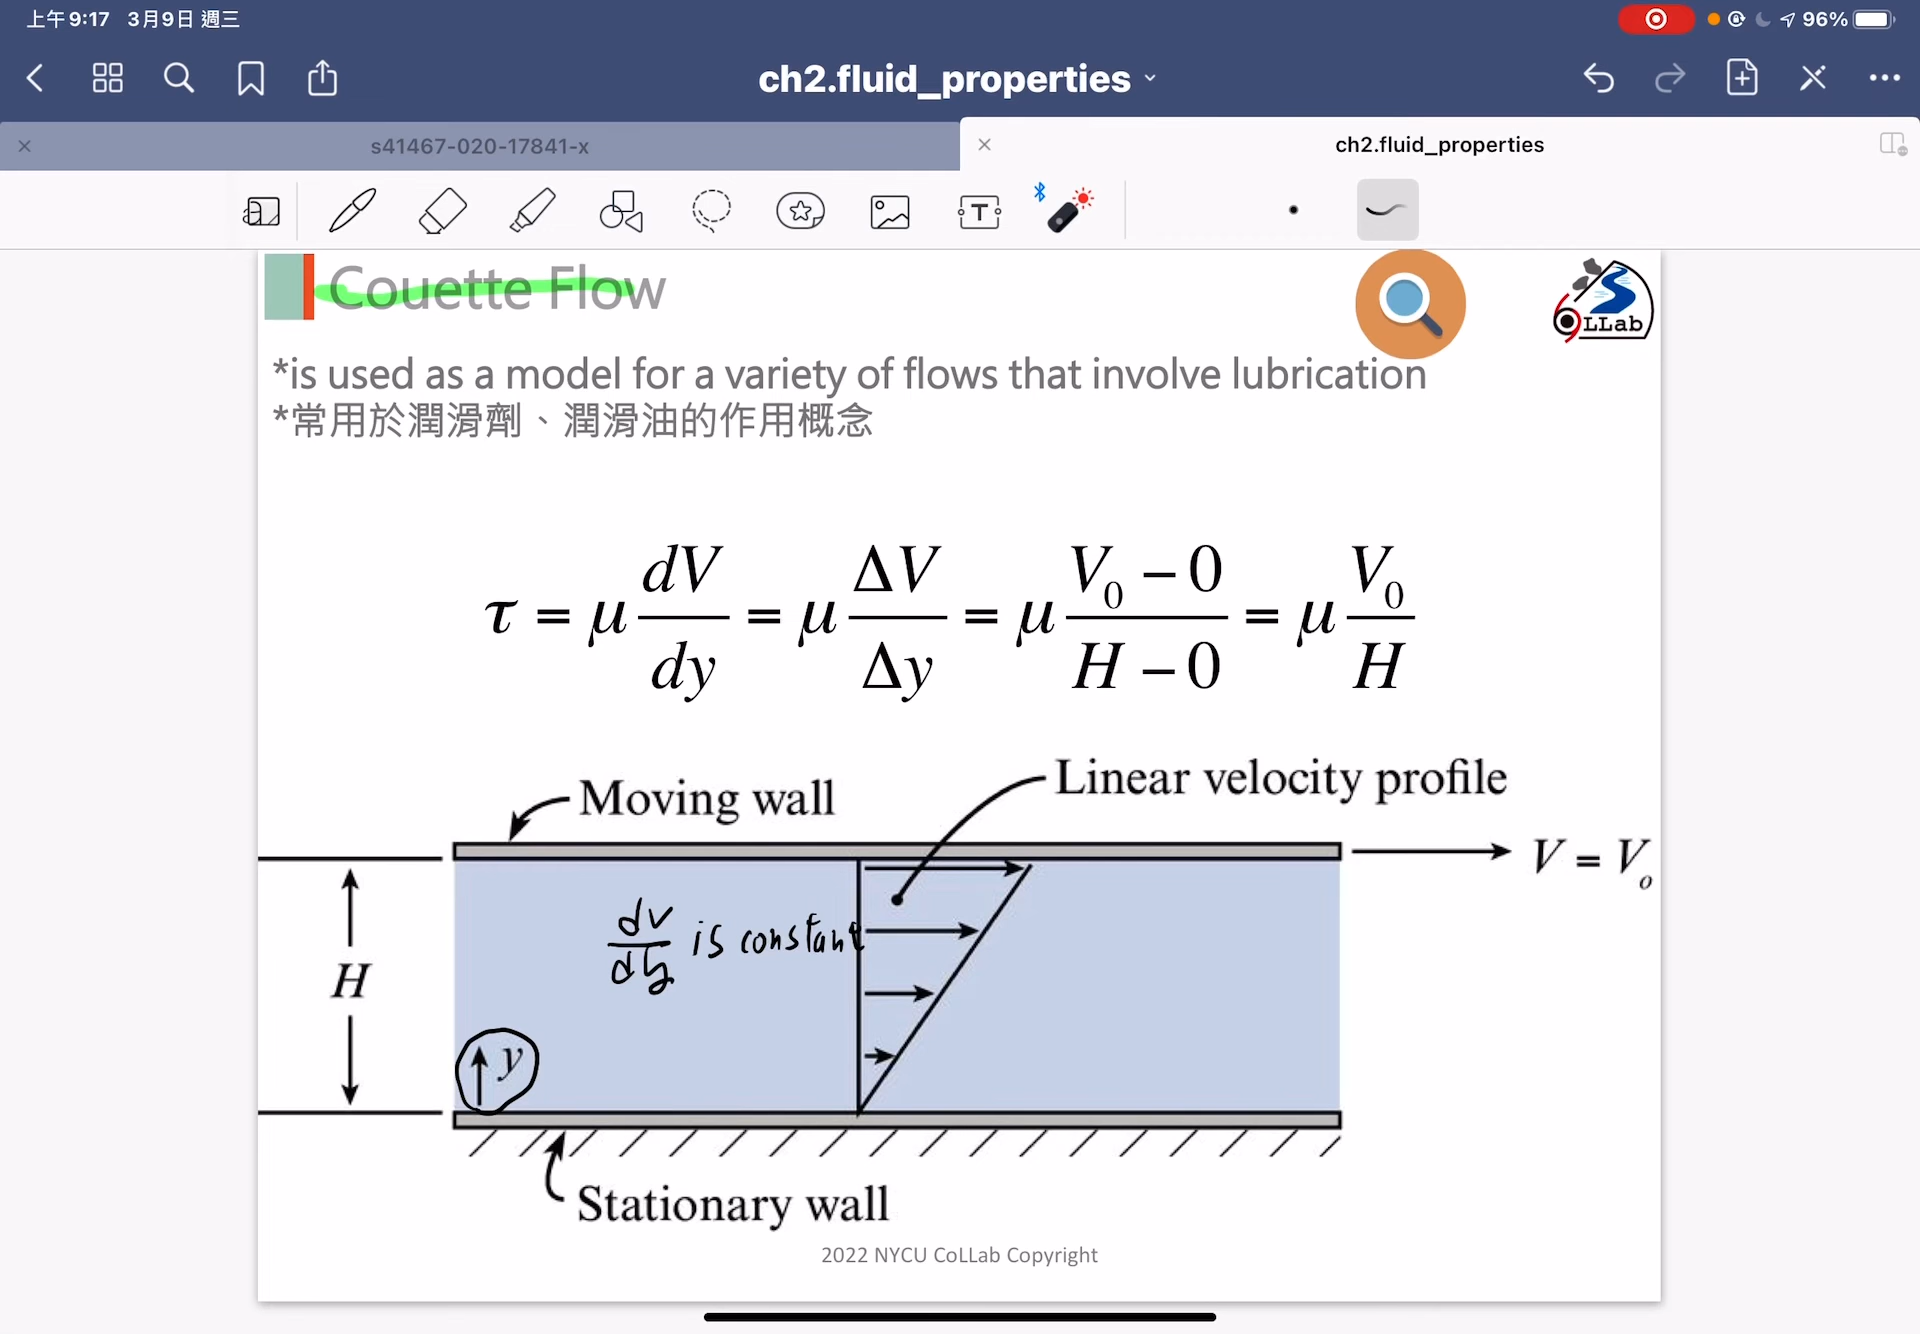 上午9:17 3月9日 週三
96%
ch2.fluid_properties
s41467-020-17841-x
ch2.fluid_properties
T
Couette Flow
LLab
*is used as a model for a variety of flows that involve lubrication
*常用於潤滑劑、潤滑油的作用概念
τ = μ dV/dy = μ ΔV/Δy = μ (V₀ − 0)/(H − 0) = μ V₀/H
Linear velocity profile
Moving wall
V = Vₒ
dv/dy is constant
H
y
Stationary wall
2022 NYCU CoLLab Copyright